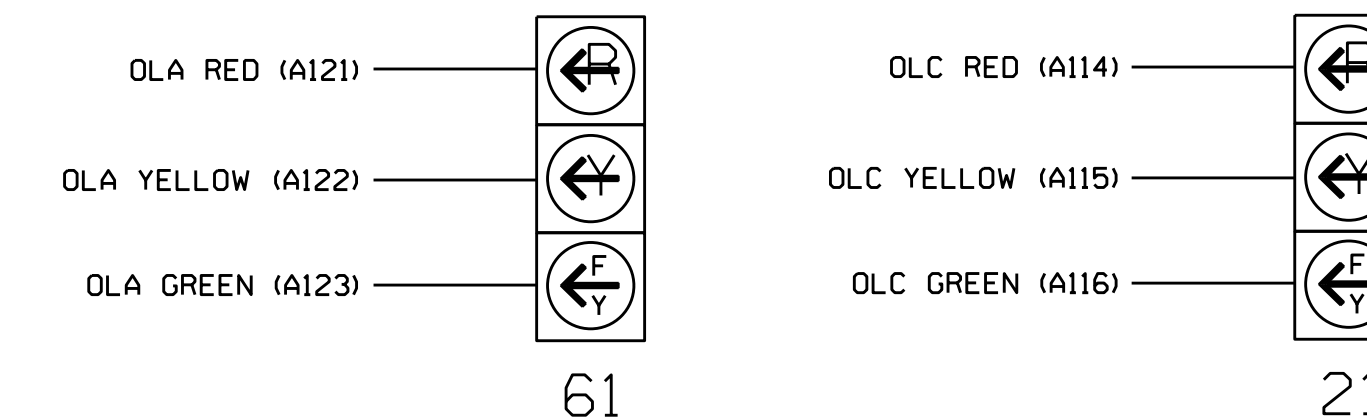 OLA RED (A121)
R
OLA YELLOW (A122)
Y
OLA GREEN (A123)
F
Y
61
OLC RED (A114)
OLC YELLOW (A115)
Y
OLC GREEN (A116)
F
Y